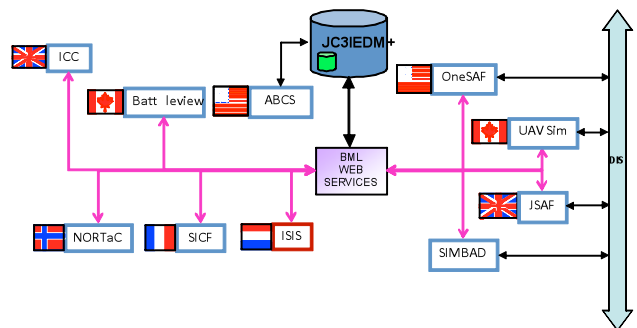 JC3IEDM+
ICC
OneSAF
Batt leview
ABCS
UAV Sim
BML
WEB
SERVICES
DIS
JSAF
NORTaC
SICF
ISIS
SIMBAD